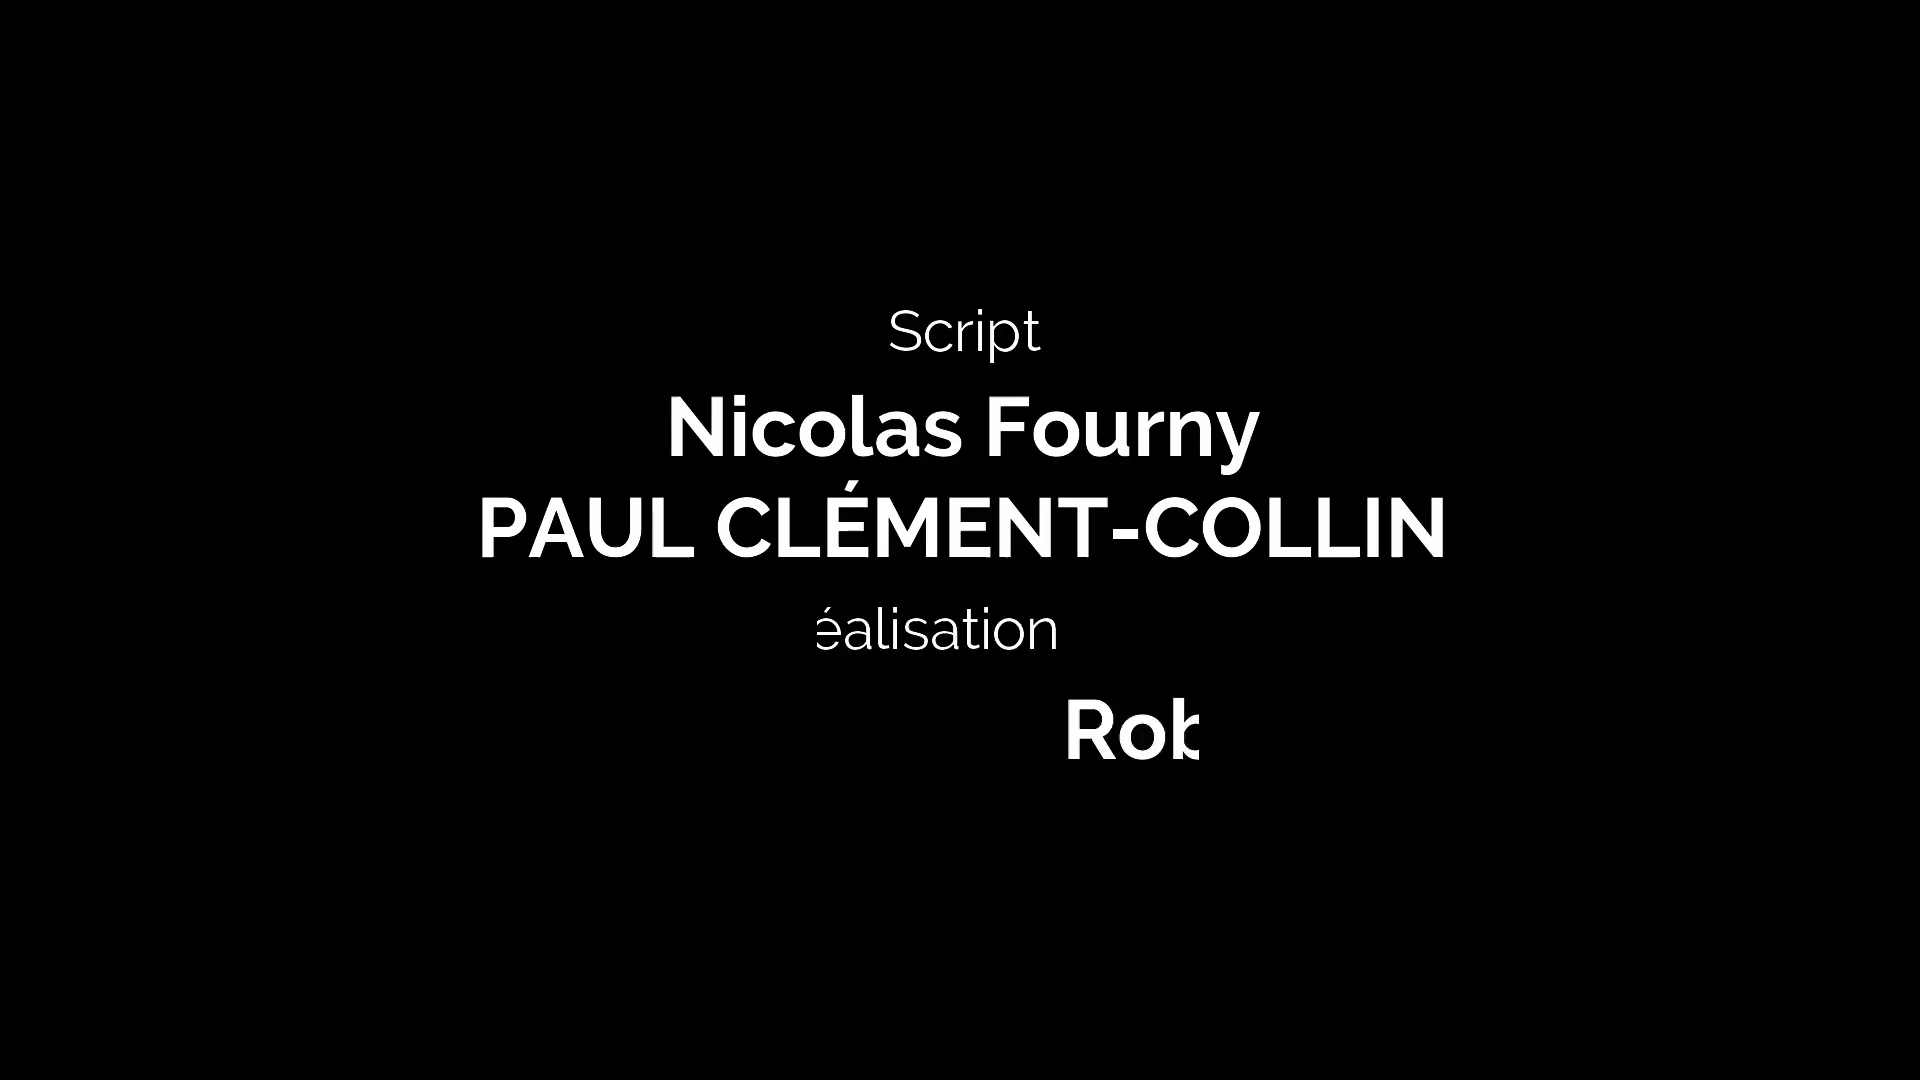 Script
Nicolas Fourny
PAUL CLÉMENT-COLLIN
éalisation
Rob